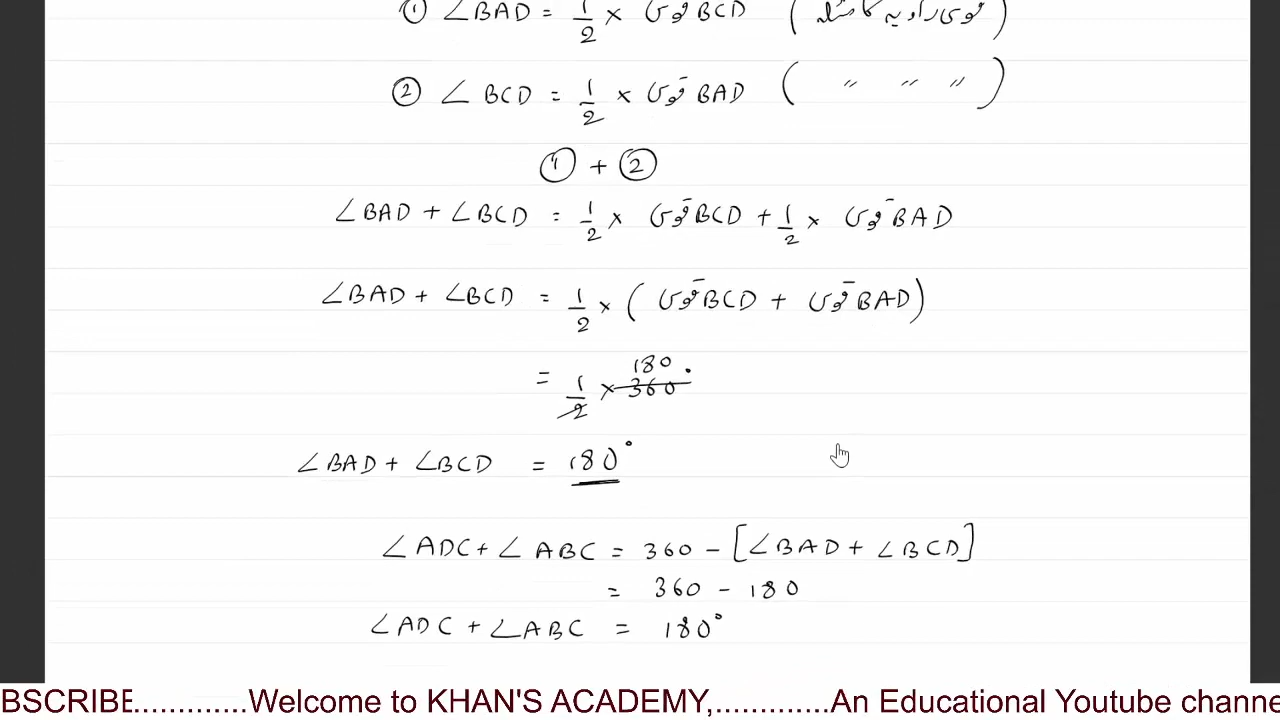 ① ∠BAD = 1/2 × قوس BCD (قوسی زاویہ کا مسئلہ)
② ∠BCD = 1/2 × قوس BAD ( " " " )
① + ②
∠BAD + ∠BCD = 1/2 × قوس BCD + 1/2 × قوس BAD
∠BAD + ∠BCD = 1/2 × ( قوس BCD + قوس BAD)
180
= 1/2 × 360°
∠BAD + ∠BCD = 180°
∠ADC + ∠ABC = 360 - [∠BAD + ∠BCD]
= 360 - 180
∠ADC + ∠ABC = 180°
BSCRIBE.............Welcome to KHAN'S ACADEMY,.............An Educational Youtube channe